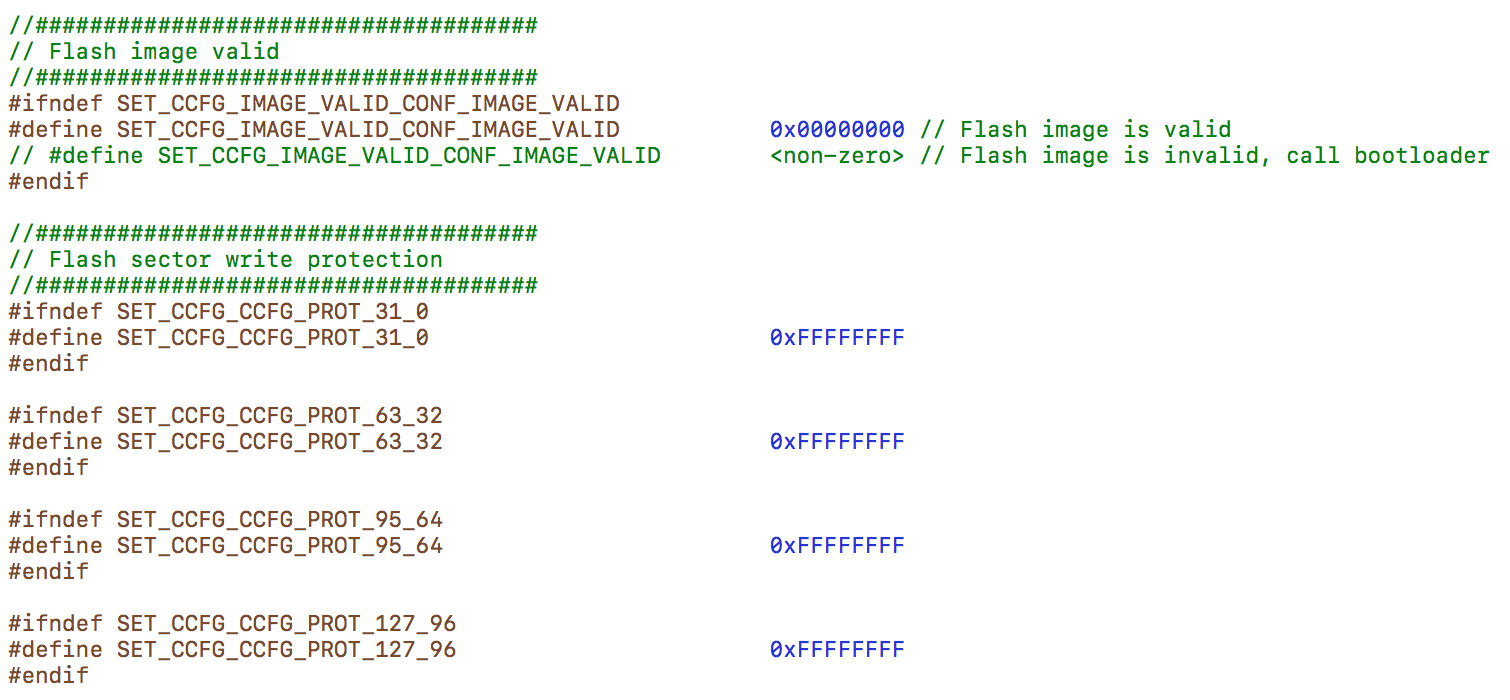 //#####################################
// Flash image valid
//#####################################
#ifndef SET_CCFG_IMAGE_VALID_CONF_IMAGE_VALID
#define SET_CCFG_IMAGE_VALID_CONF_IMAGE_VALID 0x00000000 // Flash image is valid
// #define SET_CCFG_IMAGE_VALID_CONF_IMAGE_VALID <non-zero> // Flash image is invalid, call bootloader
#endif
//#####################################
// Flash sector write protection
//#####################################
#ifndef SET_CCFG_CCFG_PROT_31_0
#define SET_CCFG_CCFG_PROT_31_0 0xFFFFFFFF
#endif
#ifndef SET_CCFG_CCFG_PROT_63_32
#define SET_CCFG_CCFG_PROT_63_32 0xFFFFFFFF
#endif
#ifndef SET_CCFG_CCFG_PROT_95_64
#define SET_CCFG_CCFG_PROT_95_64 0xFFFFFFFF
#endif
#ifndef SET_CCFG_CCFG_PROT_127_96
#define SET_CCFG_CCFG_PROT_127_96 0xFFFFFFFF
#endif